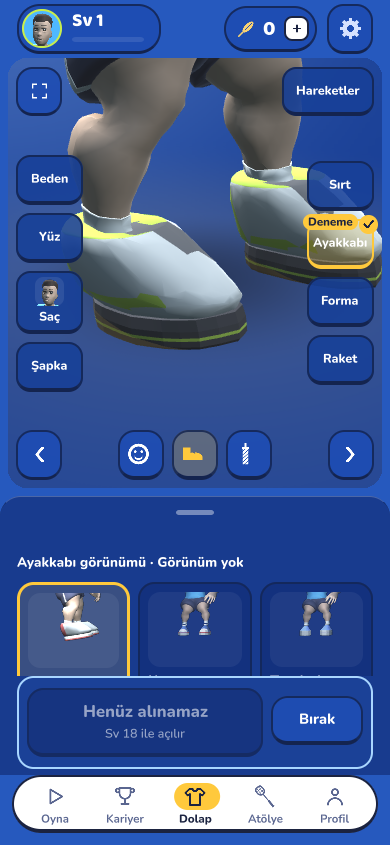 Sv 1
0
+
Hareketler
Beden
Sırt
Deneme
Yüz
Ayakkabı
Saç
Forma
Şapka
Raket
Ayakkabı görünümü · Görünüm yok
Henüz alınamaz
Sv 18 ile açılır
Bırak
Oyna
Kariyer
Dolap
Atölye
Profil